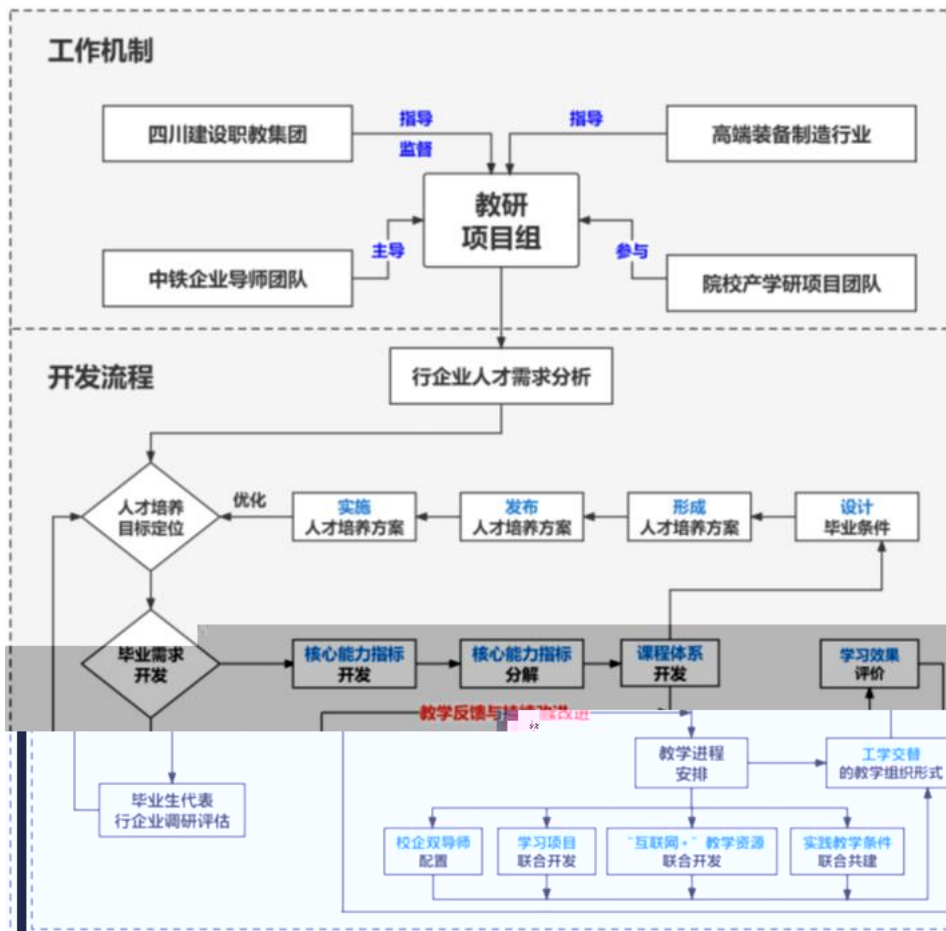 工作机制
四川建设职教集团
指导
监督
指导
高端装备制造行业
教研
项目组
主导
参与
中铁企业导师团队
院校产学研项目团队
开发流程
行企业人才需求分析
人才培养
目标定位
优化
实施
人才培养方案
发布
人才培养方案
形成
人才培养方案
设计
毕业条件
毕业需求
开发
核心能力指标
开发
核心能力指标
分解
课程体系
开发
学习效果
评价
教学反馈与持续改进
教学进程
安排
工学交替
的教学组织形式
毕业生代表
行企业调研评估
校企双导师
配置
学习项目
联合开发
“互联网+”教学资源
联合开发
实践教学条件
联合共建